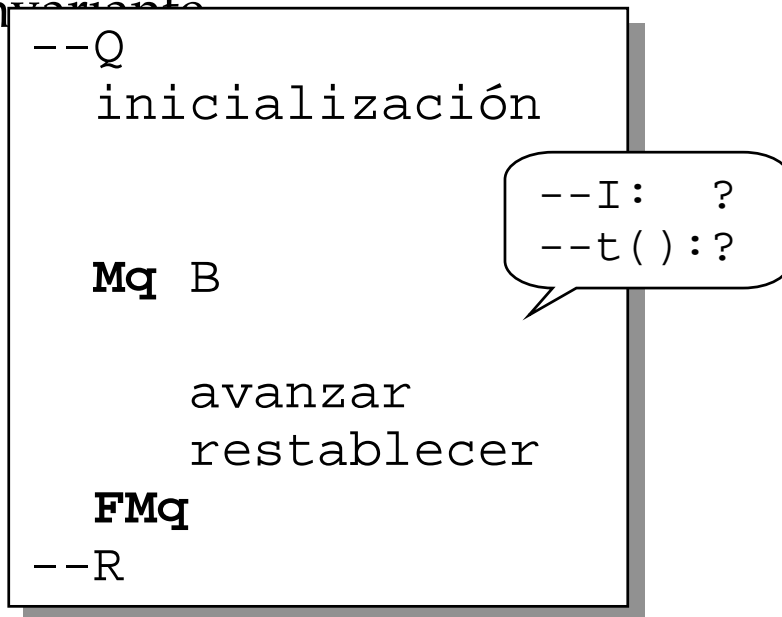 --Q
inicialización
--I: ?
--t():?
Mq B
avanzar
restablecer
FMq
--R